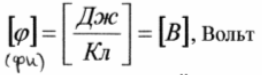 [φ] = [Дж / Кл] = [В], Вольт
(фи)